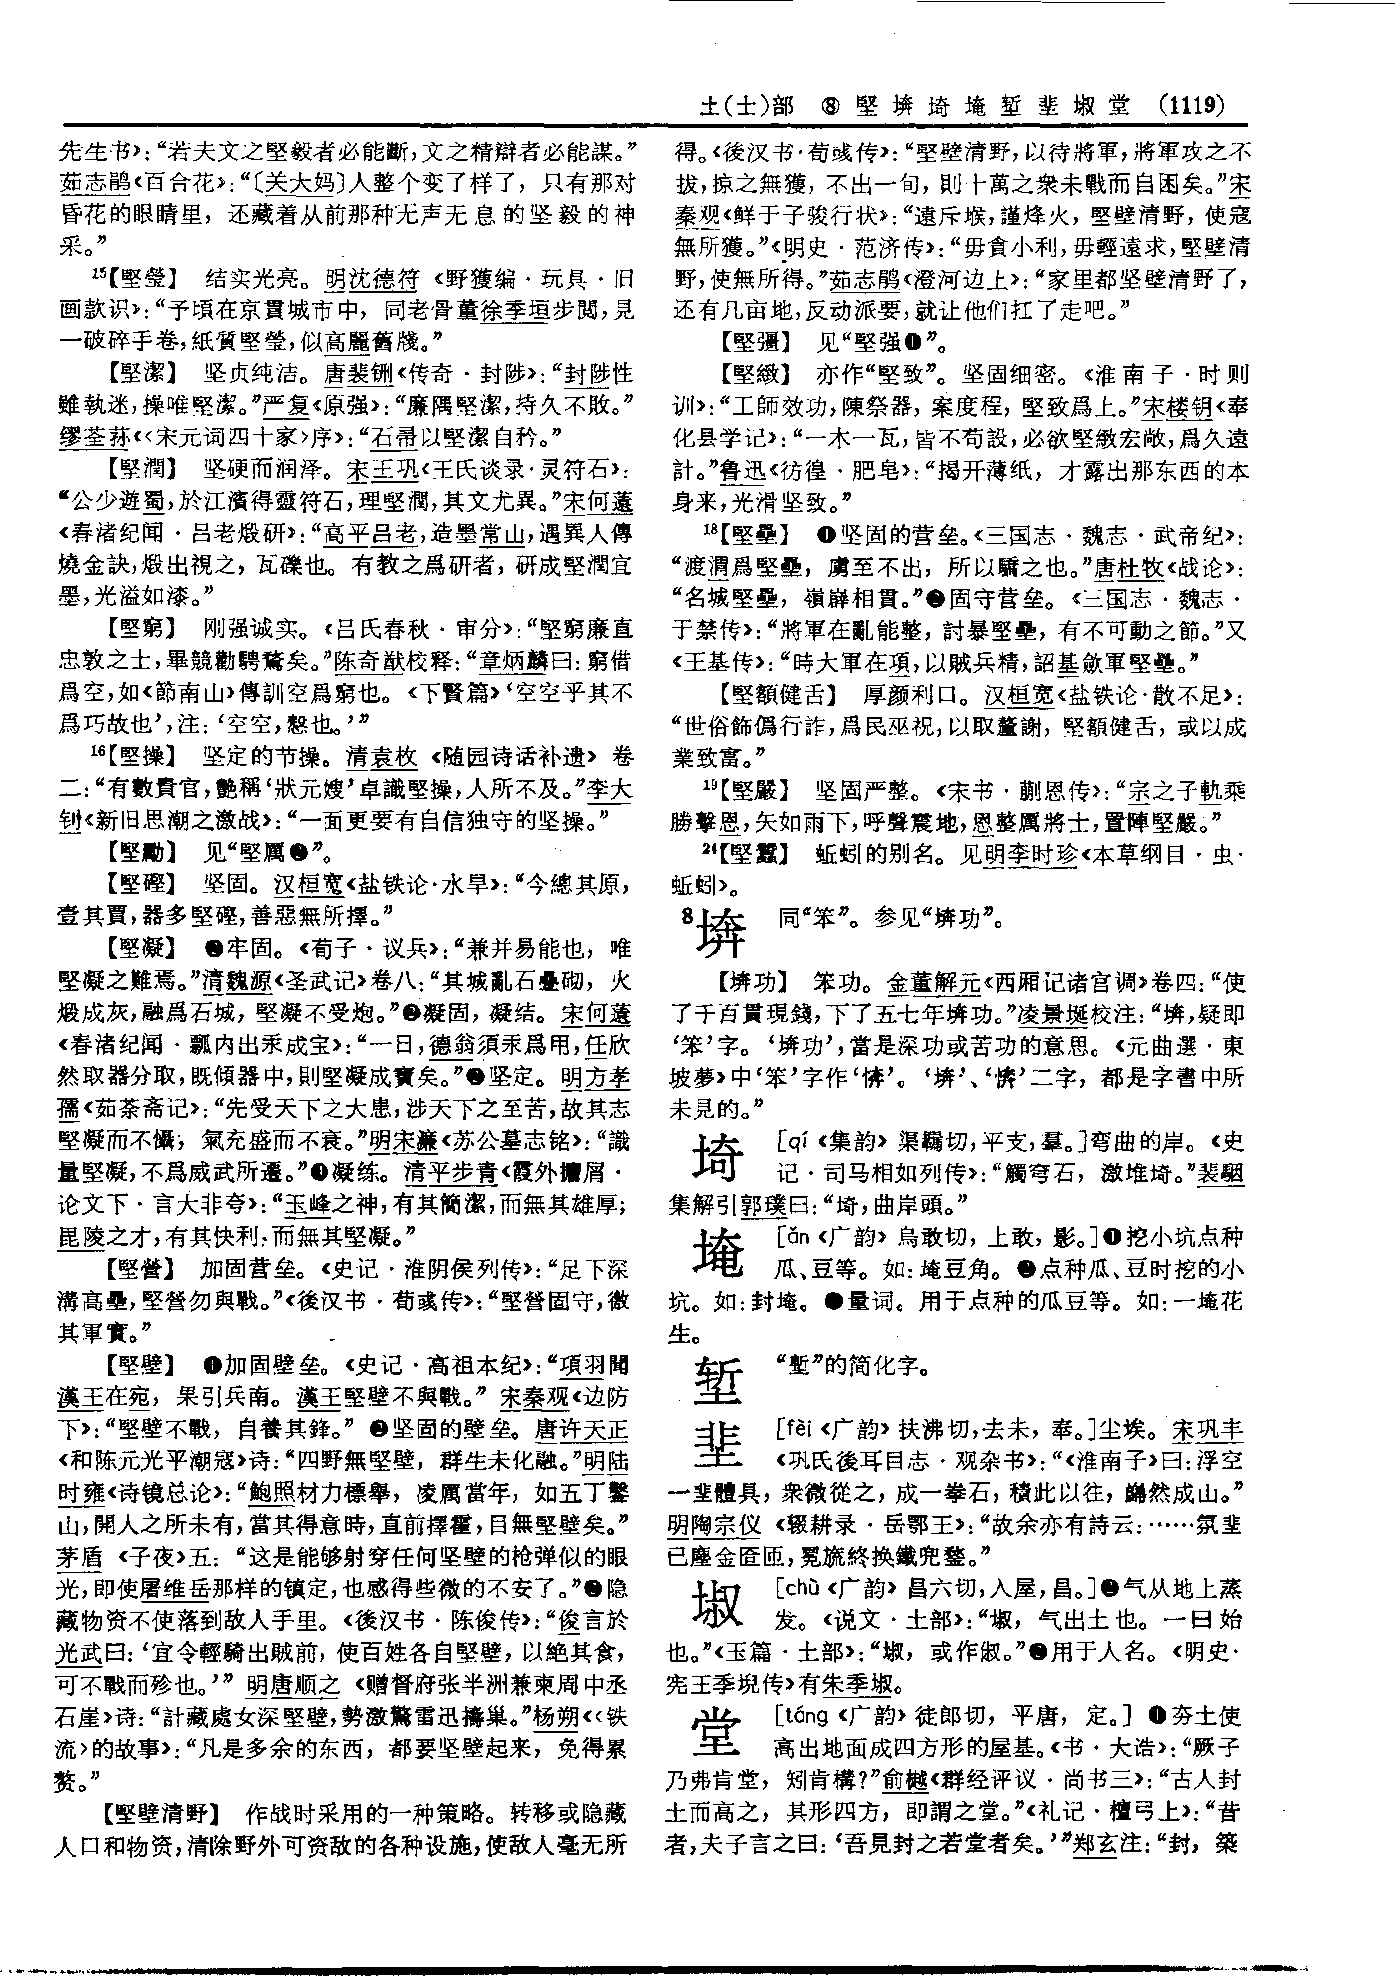 土(士)部 ⑧ 堅 垪 埼 埯 堑 㘳 埱 堂 (1119)
先生书》：“若夫文之堅毅者必能斷，文之精辯者必能謀。”
茹志鹃《百合花》：“〔关大妈〕人整个变了样了，只有那对
昏花的眼睛里，还藏着从前那种无声无息的坚毅的神
采。”
15【堅瑩】 结实光亮。明沈德符《野獲编·玩具·旧
画款识》：“予頃在京貫城市中，同老骨董徐季垣步閲，見
一破碎手卷，紙質堅瑩，似高麗舊牋。”
【堅潔】 坚贞纯洁。唐裴铏《传奇·封陟》：“封陟性
雖執迷，操唯堅潔。”严复《原强》：“廉隅堅潔，持久不敗。”
缪荃荪《〈宋元词四十家〉序》：“石帚以堅潔自矜。”
【堅潤】 坚硬而润泽。宋王巩《王氏谈录·灵符石》：
“公少遊蜀，於江濱得靈符石，理堅潤，其文尤異。”宋何薳
《春渚纪闻·吕老煅研》：“高平吕老，造墨常山，遇異人傳
燒金訣，煅出視之，瓦礫也。有教之爲研者，研成堅潤宜
墨，光溢如漆。”
【堅窮】 刚强诚实。《吕氏春秋·审分》：“堅窮廉直
忠敦之士，畢競勸騁騖矣。”陈奇猷校释：“章炳麟曰：窮借
爲空，如《節南山》傳訓空爲窮也。《下賢篇》‘空空乎其不
爲巧故也’，注：‘空空，慤也。’”
16【堅操】 坚定的节操。清袁枚《随园诗话补遗》卷
二：“有數貴官，艷稱‘狀元嫂’卓識堅操，人所不及。”李大
钊《新旧思潮之激战》：“一面更要有自信独守的坚操。”
【堅勵】 见“堅厲❷”。
【堅磴】 坚固。汉桓宽《盐铁论·水旱》：“今總其原，
壹其賈，器多堅磴，善惡無所擇。”
【堅凝】 ❶牢固。《荀子·议兵》：“兼并易能也，唯
堅凝之難焉。”清魏源《圣武记》卷八：“其城亂石壘砌，火
煅成灰，融爲石城，堅凝不受炮。”❷凝固，凝结。宋何薳
《春渚纪闻·瓢内出汞成宝》：“一日，德翁須汞爲用，任欣
然取器分取，既傾器中，則堅凝成寶矣。”❸坚定。明方孝
孺《茹荼斋记》：“先受天下之大患，涉天下之至苦，故其志
堅凝而不懾，氣充盛而不衰。”明宋濂《苏公墓志铭》：“識
量堅凝，不爲威武所遷。”❹凝练。清平步青《霞外攟屑·
论文下·言大非夸》：“玉峰之神，有其簡潔，而無其雄厚；
毘陵之才，有其快利，而無其堅凝。”
【堅營】 加固营垒。《史记·淮阴侯列传》：“足下深
溝高壘，堅營勿與戰。”《後汉书·荀彧传》：“堅營固守，徼
其軍實。”
【堅壁】 ❶加固壁垒。《史记·高祖本纪》：“項羽聞
漢王在宛，果引兵南。漢王堅壁不與戰。”宋秦观《边防
下》：“堅壁不戰，自養其鋒。”❷坚固的壁垒。唐许天正
《和陈元光平潮寇》诗：“四野無堅壁，群生未化融。”明陆
时雍《诗镜总论》：“鮑照材力標舉，凌厲當年，如五丁鑿
山，開人之所未有，當其得意時，直前擇霍，目無堅壁矣。”
茅盾《子夜》五：“这是能够射穿任何坚壁的枪弹似的眼
光，即使屠维岳那样的镇定，也感得些微的不安了。”❸隐
藏物资不使落到敌人手里。《後汉书·陈俊传》：“俊言於
光武曰：‘宜令輕騎出賊前，使百姓各自堅壁，以絶其食，
可不戰而殄也。’”明唐顺之《赠督府张半洲兼柬周中丞
石崖》诗：“計藏處女深堅壁，勢激驚雷迅擣巢。”杨朔《〈铁
流〉的故事》：“凡是多余的东西，都要坚壁起来，免得累
赘。”
【堅壁清野】 作战时采用的一种策略。转移或隐藏
人口和物资，清除野外可资敌的各种设施，使敌人毫无所
得。《後汉书·荀彧传》：“堅壁清野，以待將軍，將軍攻之不
拔，掠之無獲，不出一旬，則十萬之衆未戰而自困矣。”宋
秦观《鲜于子骏行状》：“遠斥堠，謹烽火，堅壁清野，使寇
無所獲。”《明史·范济传》：“毋貪小利，毋輕遠求，堅壁清
野，使無所得。”茹志鹃《澄河边上》：“家里都坚壁清野了，
还有几亩地，反动派要，就让他们扛了走吧。”
【堅彊】 见“堅强❶”。
【堅緻】 亦作“堅致”。坚固细密。《淮南子·时则
训》：“工師效功，陳祭器，案度程，堅致爲上。”宋楼钥《奉
化县学记》：“一木一瓦，皆不苟設，必欲堅緻宏敞，爲久遠
計。”鲁迅《彷徨·肥皂》：“揭开薄纸，才露出那东西的本
身来，光滑坚致。”
18【堅壘】 ❶坚固的营垒。《三国志·魏志·武帝纪》：
“渡渭爲堅壘，虜至不出，所以驕之也。”唐杜牧《战论》：
“名城堅壘，嶺嶭相貫。”❷固守营垒。《三国志·魏志·
于禁传》：“將軍在亂能整，討暴堅壘，有不可動之節。”又
《王基传》：“時大軍在項，以賊兵精，詔基斂軍堅壘。”
【堅額健舌】 厚颜利口。汉桓宽《盐铁论·散不足》：
“世俗飾僞行詐，爲民巫祝，以取釐謝，堅額健舌，或以成
業致富。”
19【堅嚴】 坚固严整。《宋书·蒯恩传》：“宗之子軌乘
勝擊恩，矢如雨下，呼聲震地，恩整厲將士，置陣堅嚴。”
24【堅蠶】 蚯蚓的别名。见明李时珍《本草纲目·虫·
蚯蚓》。
8垪 同“笨”。参见“垪功”。
【垪功】 笨功。金董解元《西厢记诸宫调》卷四：“使
了千百貫現錢，下了五七年垪功。”凌景埏校注：“垪，疑即
‘笨’字。‘垪功’，當是深功或苦功的意思。《元曲選·東
坡夢》中‘笨’字作‘㤓’。‘垪’、‘㤓’二字，都是字書中所
未見的。”
埼 [qí《集韵》渠羈切，平支，羣。]弯曲的岸。《史
记·司马相如列传》：“觸穹石，激堆埼。”裴駰
集解引郭璞曰：“埼，曲岸頭。”
埯 [ǎn《广韵》烏敢切，上敢，影。]❶挖小坑点种
瓜、豆等。如：埯豆角。❷点种瓜、豆时挖的小
坑。如：封埯。❸量词。用于点种的瓜豆等。如：一埯花
生。
堑 “塹”的简化字。
㘳 [fèi《广韵》扶沸切，去未，奉。]尘埃。宋巩丰
《巩氏後耳目志·观杂书》：“《淮南子》曰：浮空
一㘳體具，衆微從之，成一拳石，積此以往，巋然成山。”
明陶宗仪《辍耕录·岳鄂王》：“故余亦有詩云：……氛㘳
已塵金匼匝，冕旒終换鐵兜鍪。”
埱 [chù《广韵》昌六切，入屋，昌。]❶气从地上蒸
发。《说文·土部》：“埱，气出土也。一曰始
也。”《玉篇·土部》：“埱，或作淑。”❷用于人名。《明史·
宪王季堄传》有朱季埱。
堂 [táng《广韵》徒郎切，平唐，定。]❶夯土使
高出地面成四方形的屋基。《书·大诰》：“厥子
乃弗肯堂，矧肯構？”俞樾《群经评议·尚书三》：“古人封
土而高之，其形四方，即謂之堂。”《礼记·檀弓上》：“昔
者，夫子言之曰：‘吾見封之若堂者矣。’”郑玄注：“封，築